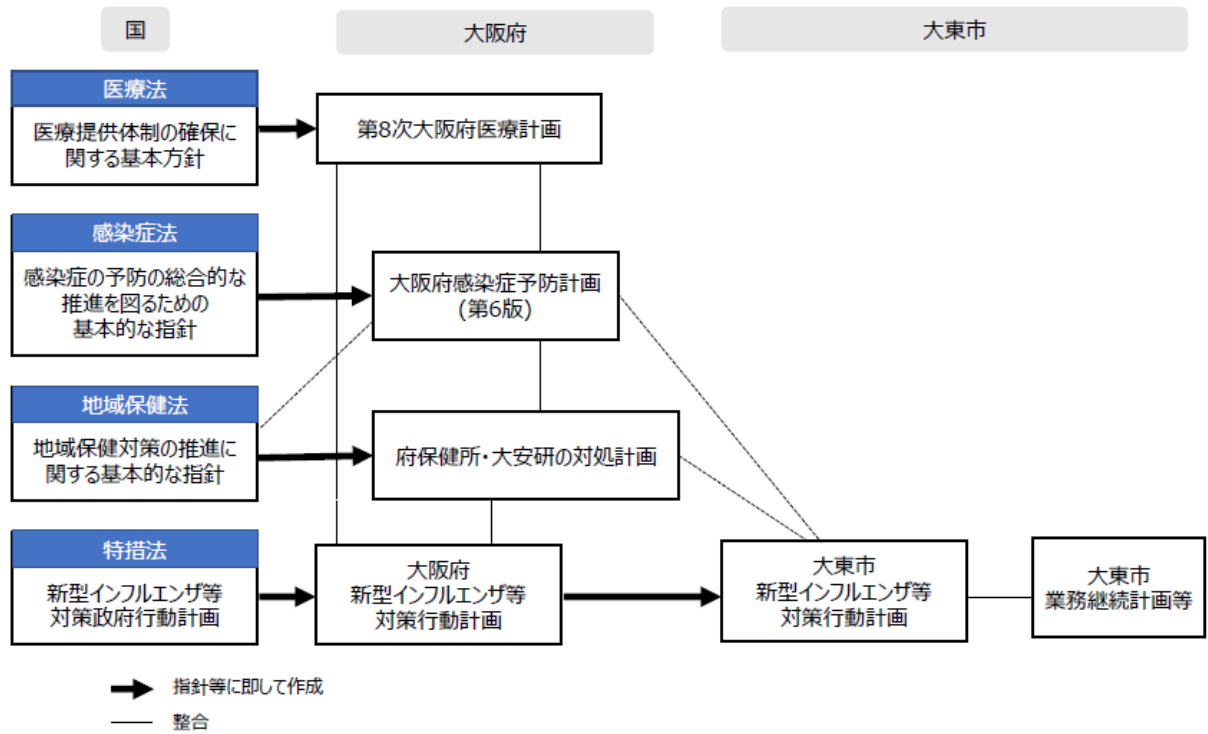 国
大阪府
大東市
医療法
医療提供体制の確保に
関する基本方針
第8次大阪府医療計画
感染症法
感染症の予防の総合的な
推進を図るための
基本的な指針
大阪府感染症予防計画
(第6版)
地域保健法
地域保健対策の推進に
関する基本的な指針
府保健所・大安研の対処計画
特措法
新型インフルエンザ等
対策政府行動計画
大阪府
新型インフルエンザ等
対策行動計画
大東市
新型インフルエンザ等
対策行動計画
大東市
業務継続計画等
指針等に即して作成
整合